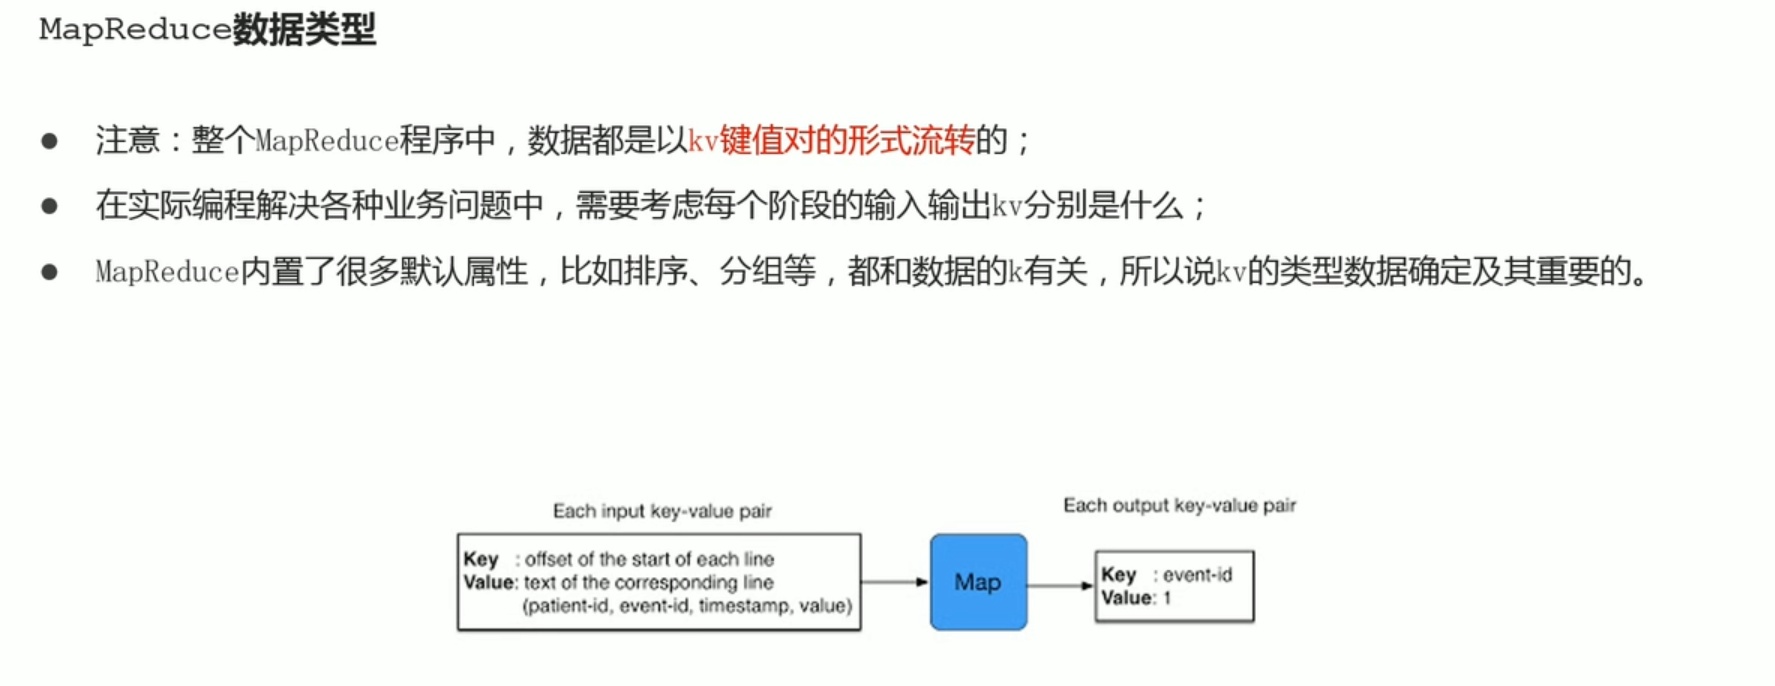 MapReduce数据类型
● 注意：整个MapReduce程序中，数据都是以kv键值对的形式流转的；
● 在实际编程解决各种业务问题中，需要考虑每个阶段的输入输出kv分别是什么；
● MapReduce内置了很多默认属性，比如排序、分组等，都和数据的k有关，所以说kv的类型数据确定及其重要的。
Each input key-value pair
Key : offset of the start of each line
Value: text of the corresponding line
(patient-id, event-id, timestamp, value)
Map
Each output key-value pair
Key : event-id
Value: 1